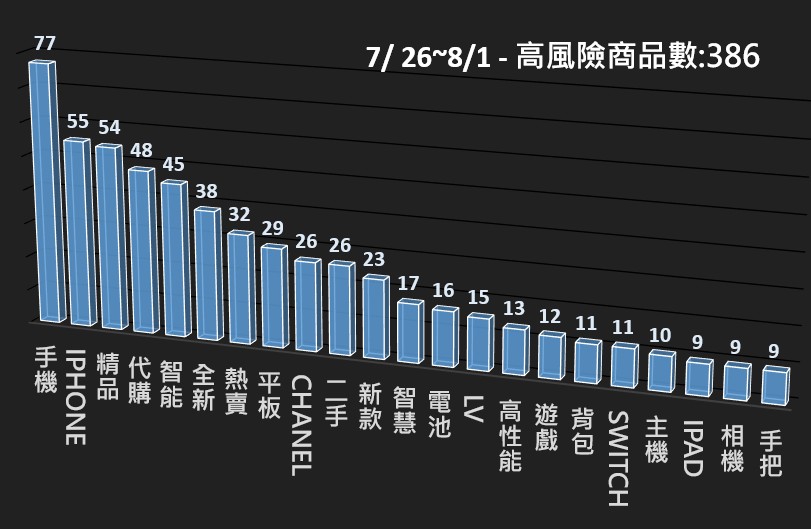 7/ 26~8/1 - 高風險商品數:386
77
55
54
48
45
38
32
29
26
26
23
17
16
15
13
12
11
11
10
9
9
9
手機
IPHONE
精品
代購
智能
全新
熱賣
平板
CHANEL
二手
新款
智慧
電池
LV
高性能
遊戲
背包
SWITCH
主機
IPAD
相機
手把